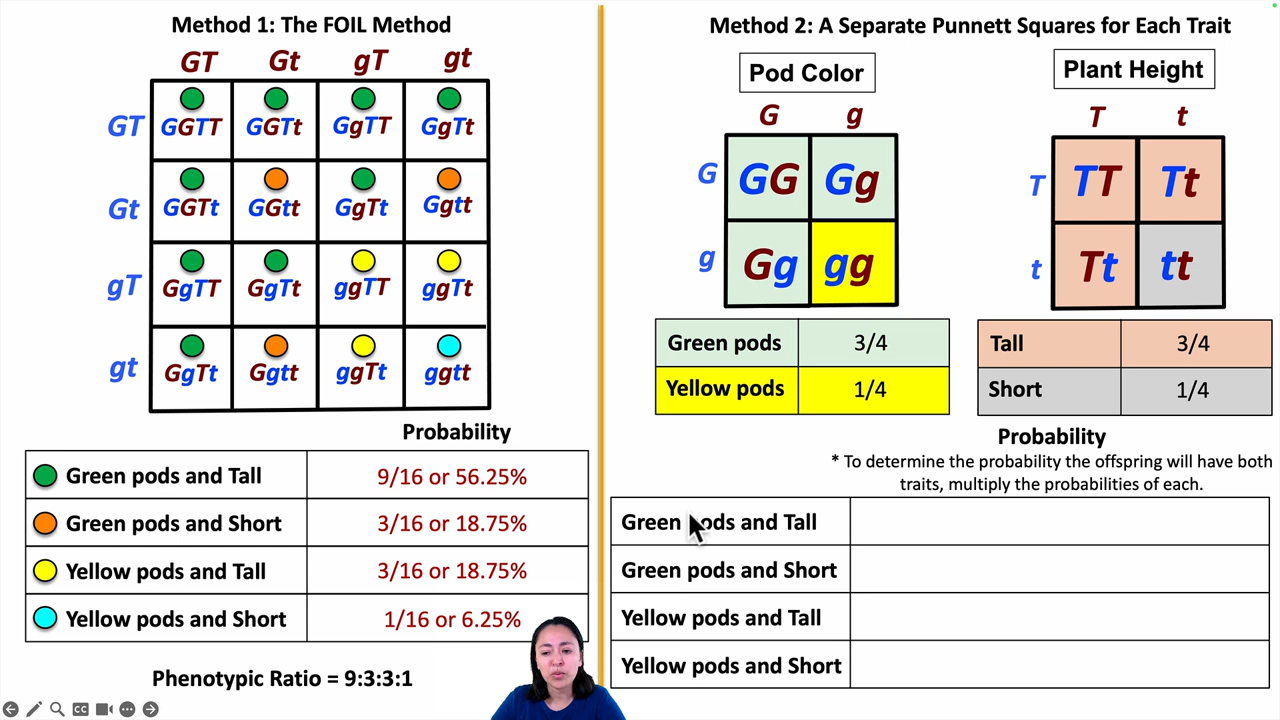 Method 1: The FOIL Method
GT Gt gT gt
GT GGTT GGTt GgTT GgTt
Gt GGTt GGtt GgTt Ggtt
gT GgTT GgTt ggTT ggTt
gt GgTt Ggtt ggTt ggtt
Probability
Green pods and Tall 9/16 or 56.25%
Green pods and Short 3/16 or 18.75%
Yellow pods and Tall 3/16 or 18.75%
Yellow pods and Short 1/16 or 6.25%
Phenotypic Ratio = 9:3:3:1
CC
Method 2: A Separate Punnett Squares for Each Trait
Pod Color
G g
G GG Gg
g Gg gg
Green pods 3/4
Yellow pods 1/4
Plant Height
T t
T TT Tt
t Tt tt
Tall 3/4
Short 1/4
Probability
* To determine the probability the offspring will have both
traits, multiply the probabilities of each.
Green pods and Tall
Green pods and Short
Yellow pods and Tall
Yellow pods and Short